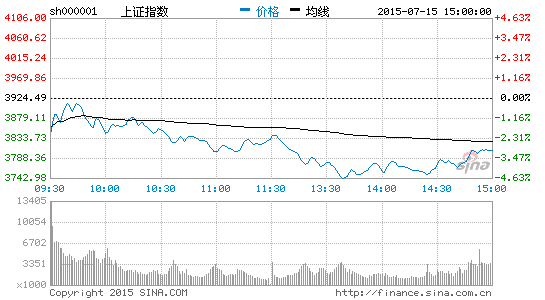 sh000001 上证指数 价格 均线 2015-07-15 15:00:00
4106.00 +4.63%
4060.62 +3.47%
4015.24 +2.31%
3969.86 +1.16%
3924.49 0.00%
3879.11 -1.16%
3833.73 -2.31%
3788.36 -3.47%
3742.98 -4.63%
sina
09:30 10:00 10:30 11:00 11:30 13:30 14:00 14:30 15:00
13405
10054
6702
3351
x1000
Copyright 2015 SINA.COM http://finance.sina.com.cn